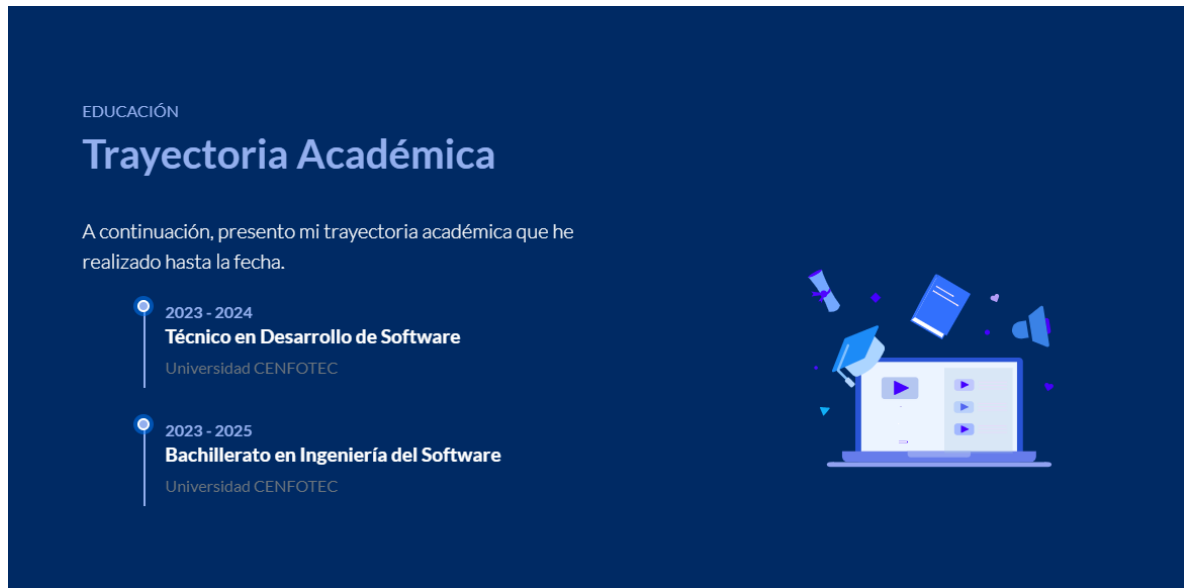 EDUCACIÓN
Trayectoria Académica
A continuación, presento mi trayectoria académica que he
realizado hasta la fecha.
2023 - 2024
Técnico en Desarrollo de Software
Universidad CENFOTEC
2023 - 2025
Bachillerato en Ingeniería del Software
Universidad CENFOTEC